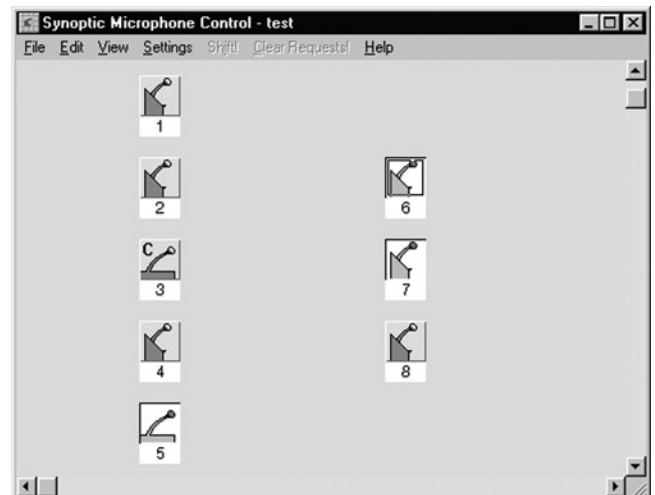 Synoptic Microphone Control - test
File Edit View Settings Shift! Clear Requests! Help
1
2 6
C
3 7
4 8
5